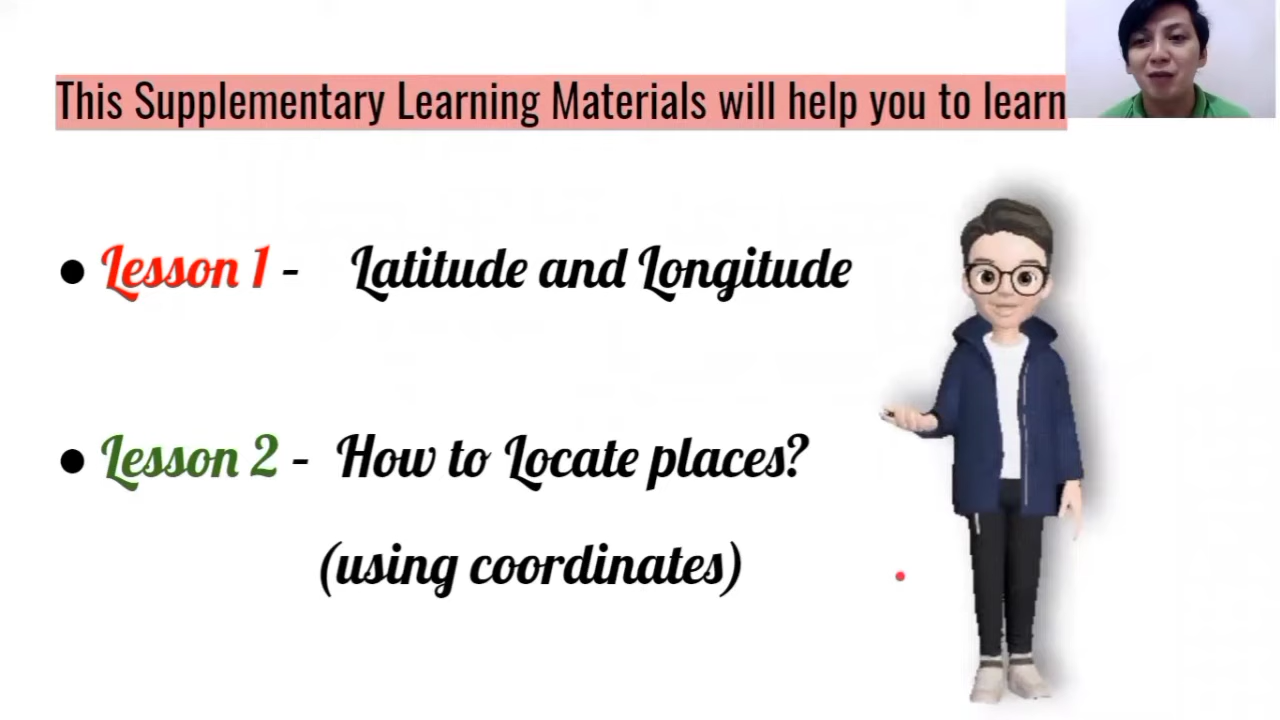 This Supplementary Learning Materials will help you to learn
● Lesson 1 - Latitude and Longitude
● Lesson 2 - How to Locate places?
(using coordinates)